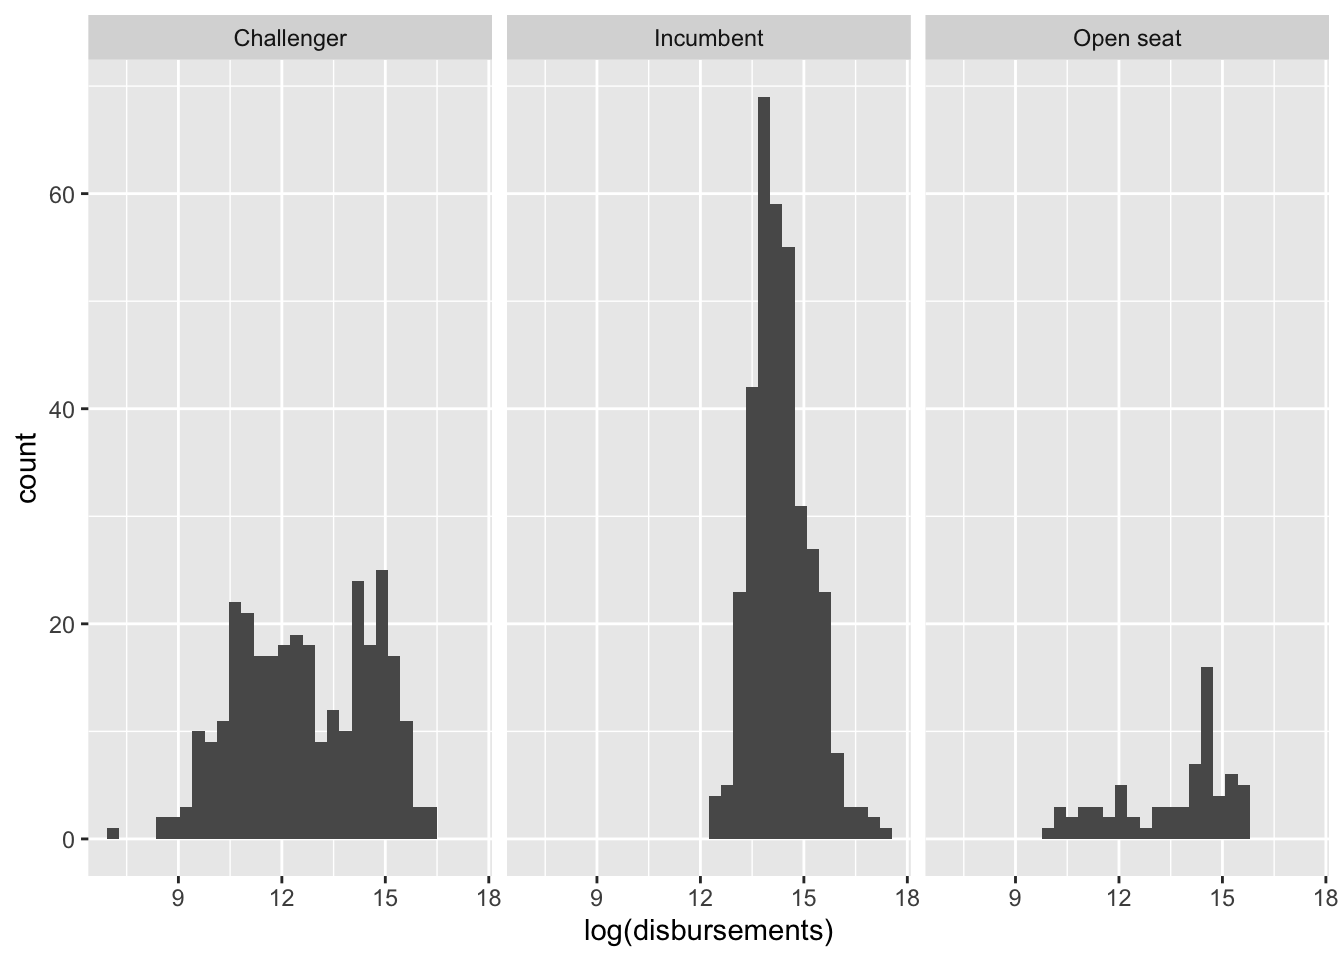 Challenger Incumbent Open seat
60
40
20
0
count
9 12 15 18 9 12 15 18 9 12 15 18
log(disbursements)